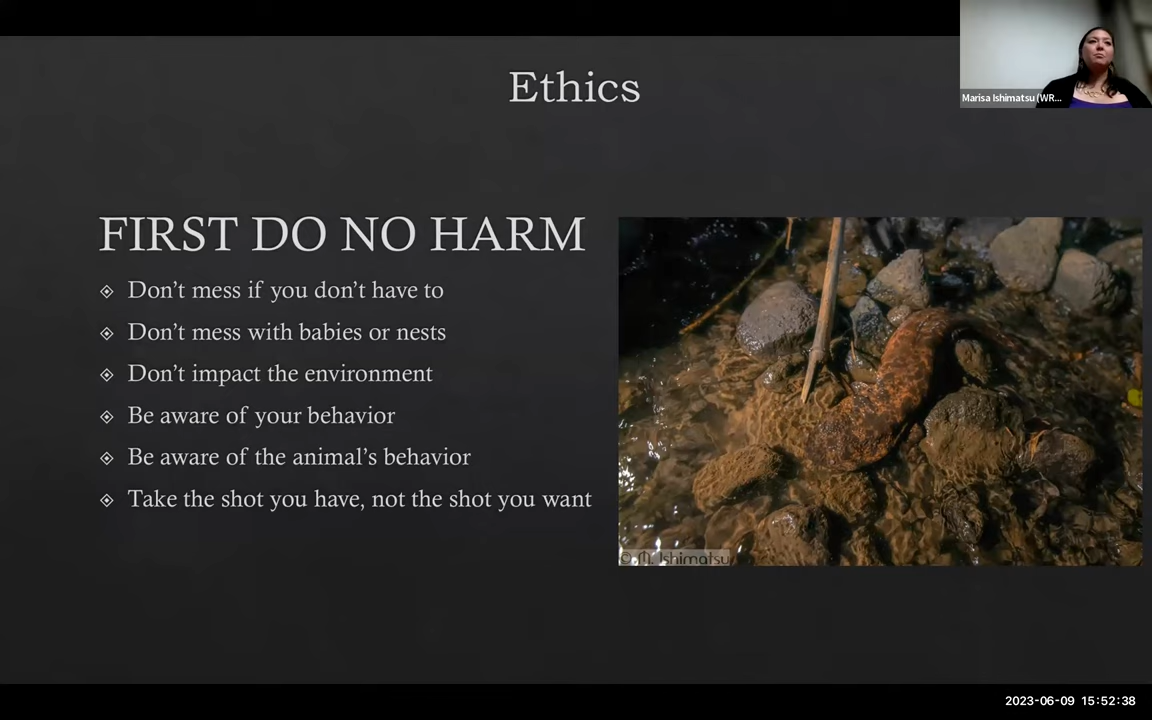 Ethics
Marisa Ishimatsu (WR...
FIRST DO NO HARM
Don’t mess if you don’t have to
Don’t mess with babies or nests
Don’t impact the environment
Be aware of your behavior
Be aware of the animal’s behavior
Take the shot you have, not the shot you want
© M. Ishimatsu
2023-06-09 15:52:38